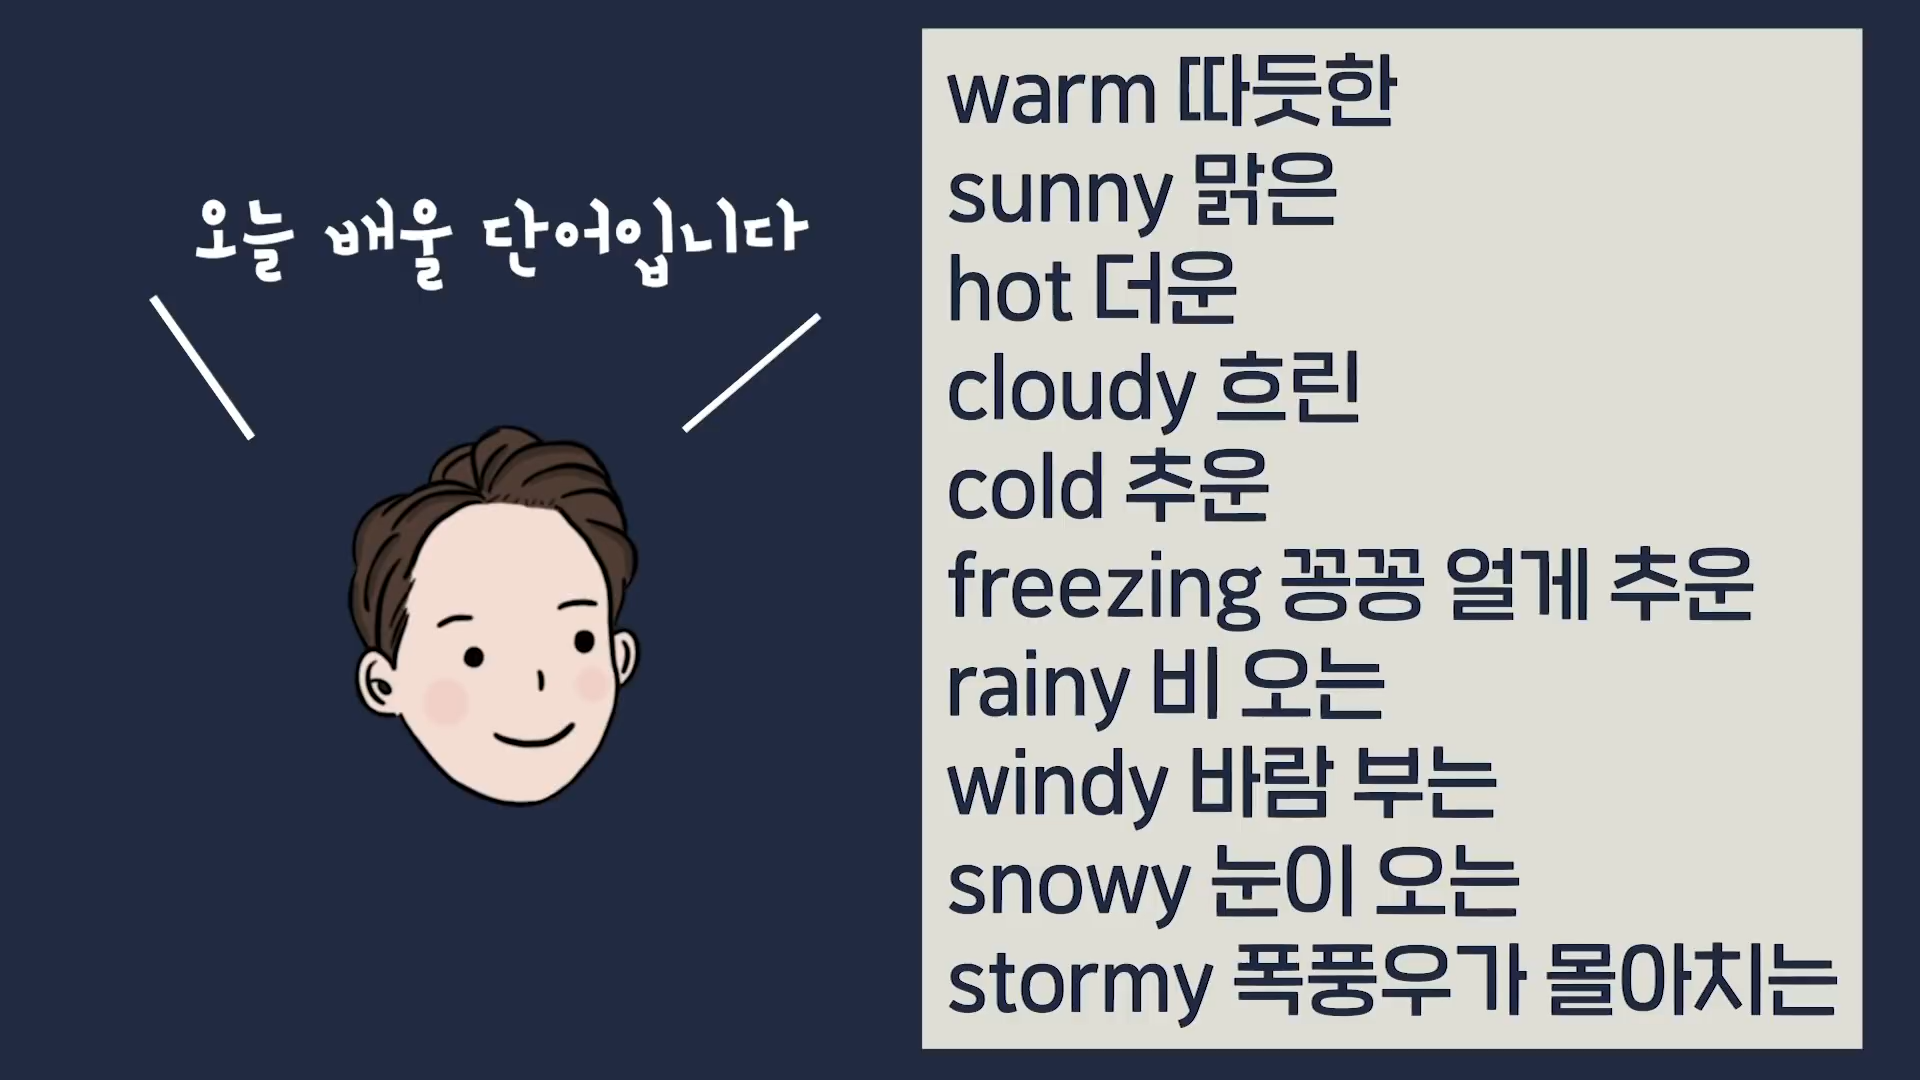 오늘 배울 단어입니다
warm 따듯한
sunny 맑은
hot 더운
cloudy 흐린
cold 추운
freezing 꽁꽁 얼게 추운
rainy 비 오는
windy 바람 부는
snowy 눈이 오는
stormy 폭풍우가 몰아치는